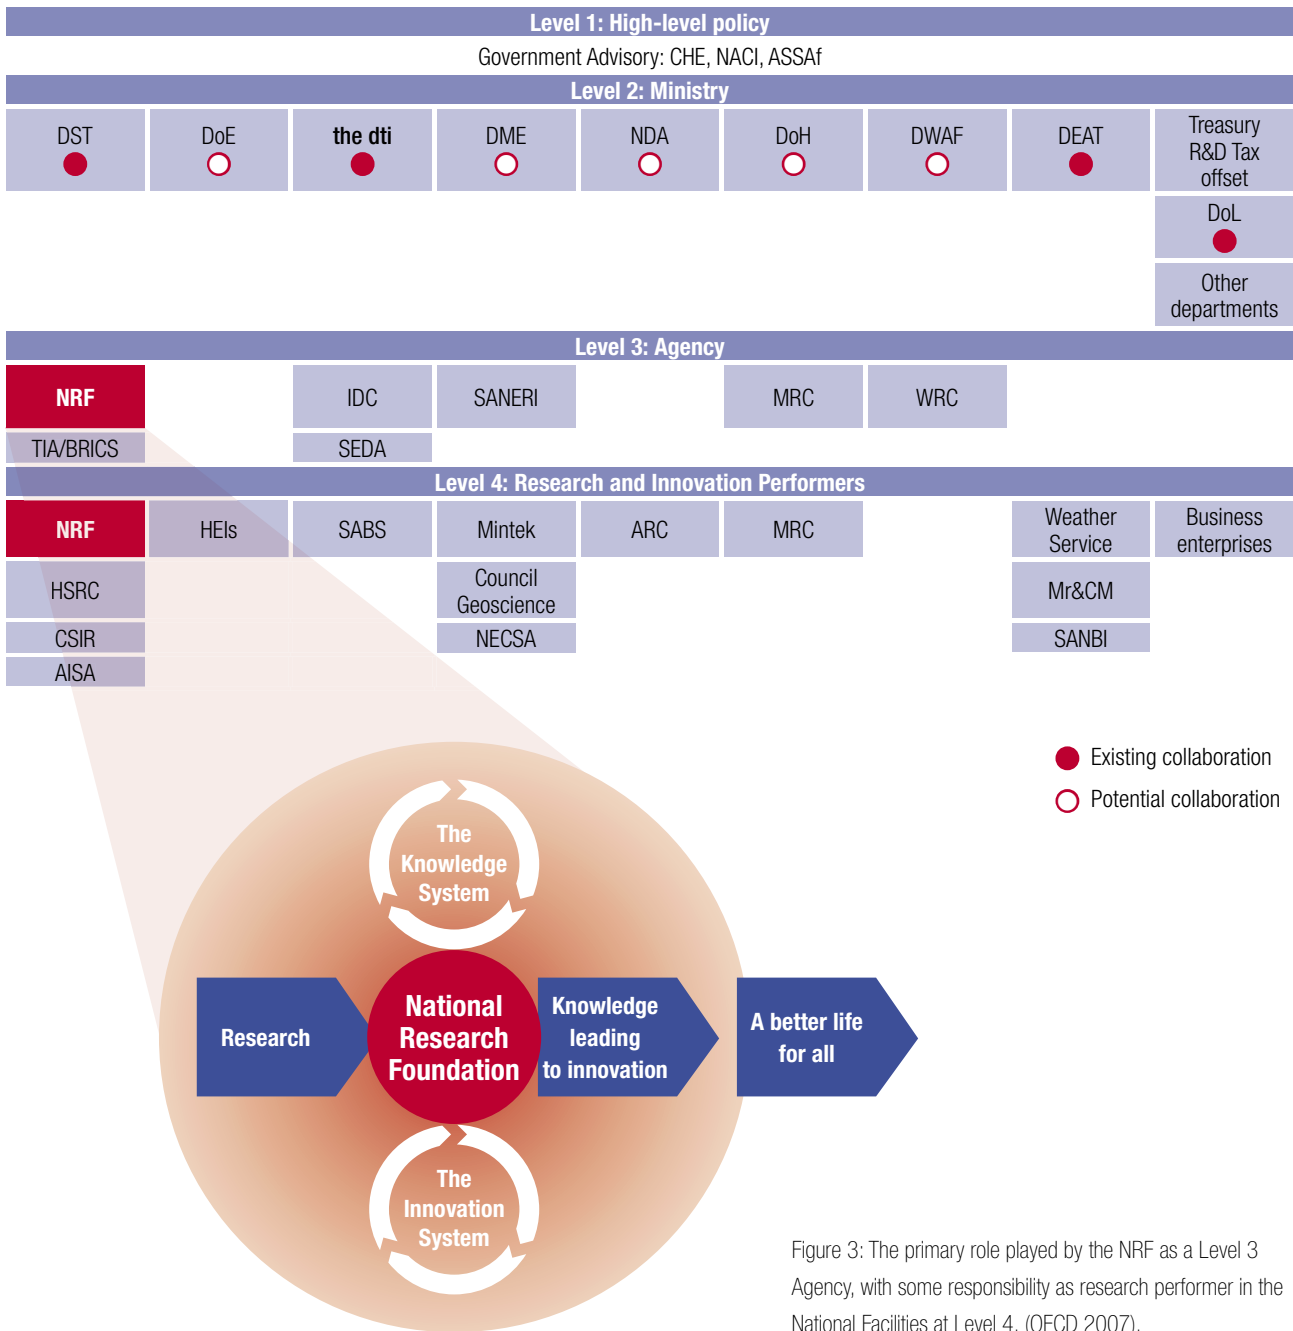 Level 1: High-level policy
Government Advisory: CHE, NACI, ASSAf
Level 2: Ministry
DST
DoE
the dti
DME
NDA
DoH
DWAF
DEAT
Treasury
R&D Tax
offset
DoL
Other
departments
Level 3: Agency
NRF
IDC
SANERI
MRC
WRC
TIA/BRICS
SEDA
Level 4: Research and Innovation Performers
NRF
HEIs
SABS
Mintek
ARC
MRC
Weather
Service
Business
enterprises
HSRC
Council
Geoscience
Mr&CM
CSIR
NECSA
SANBI
AISA
Existing collaboration
Potential collaboration
The
Knowledge
System
Research
National
Research
Foundation
Knowledge
leading
to innovation
A better life
for all
The
Innovation
System
Figure 3: The primary role played by the NRF as a Level 3
Agency, with some responsibility as research performer in the
National Facilities at Level 4. (OECD 2007).